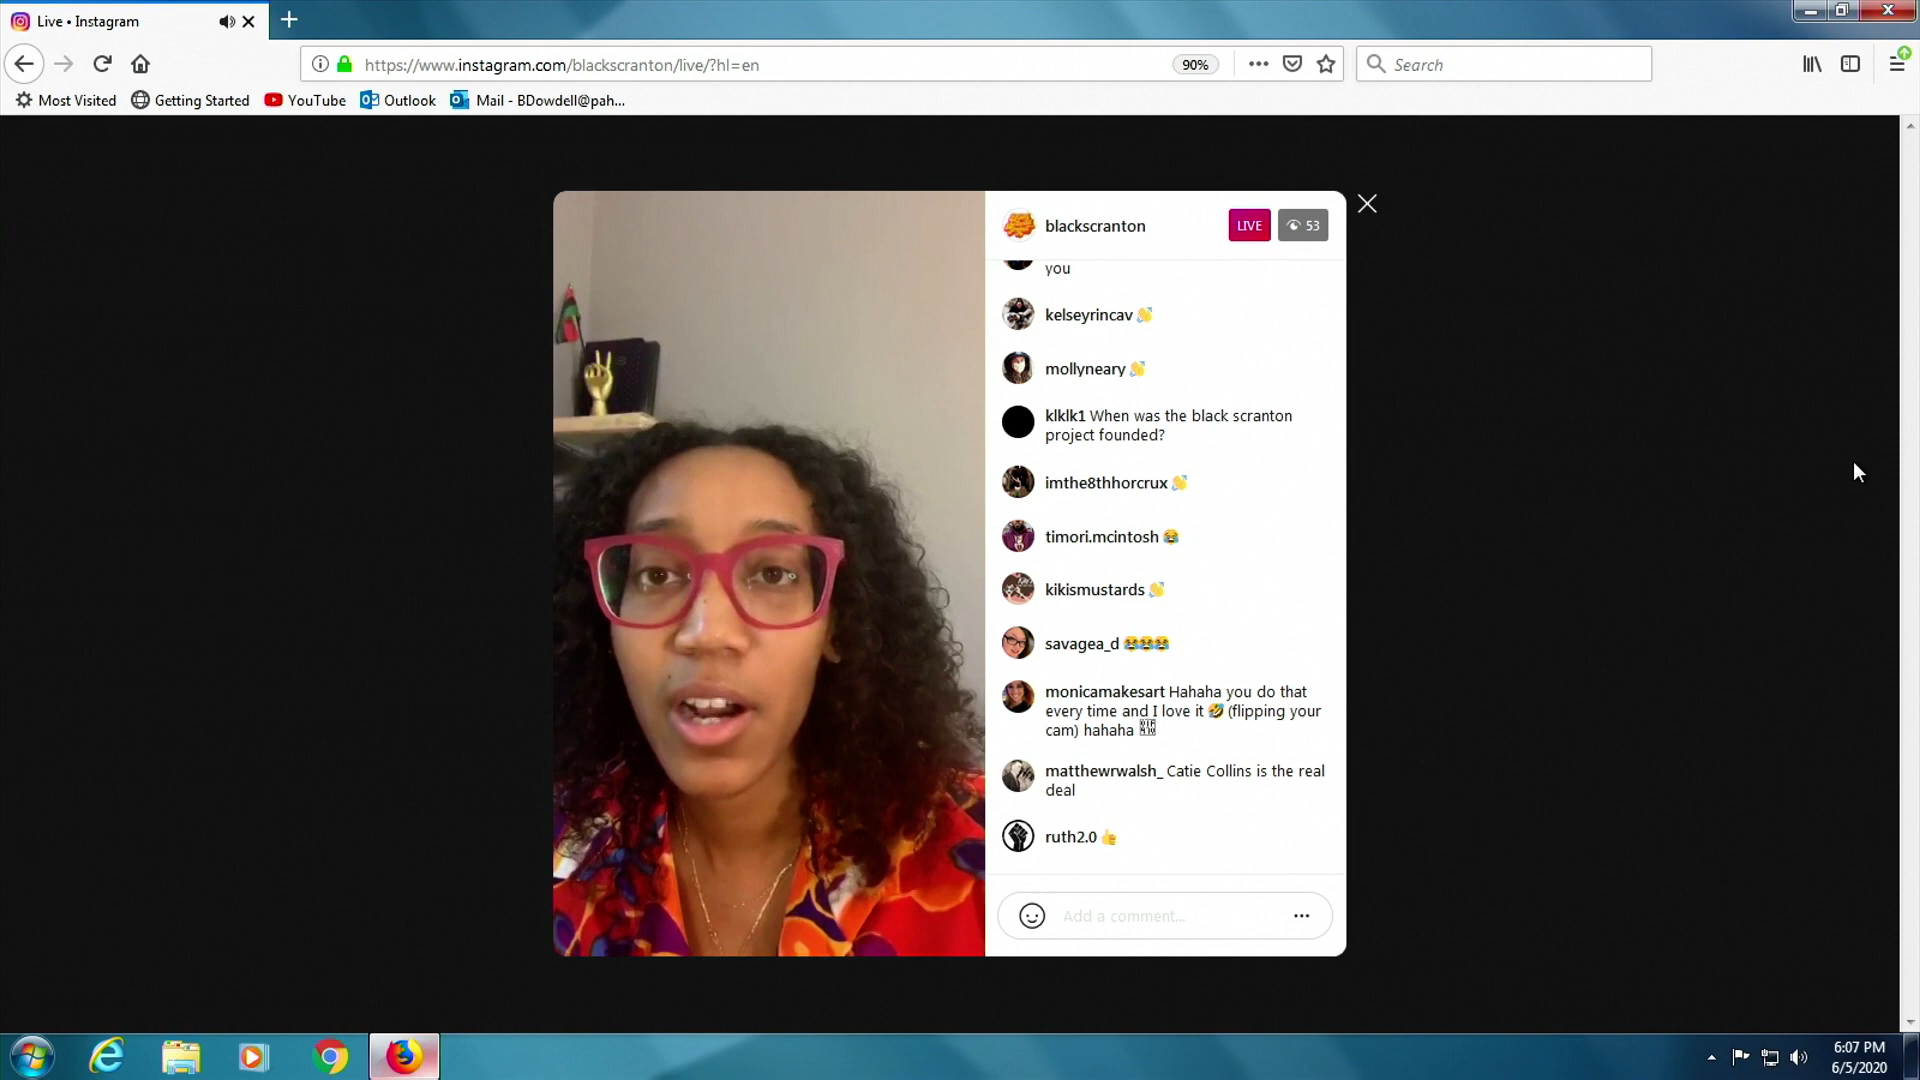 Live • Instagram
https://www.instagram.com/blackscranton/live/?hl=en
90%
Search
Most Visited
Getting Started
YouTube
Outlook
Mail - BDowdell@pah...
blackscranton
LIVE
53
you
kelseyrincav 👏
mollyneary 👏
klklk1 When was the black scranton
project founded?
imthe8thhorcrux 👏
timori.mcintosh 😂
kikismustards 👏
savagea_d 😂😂😂
monicamakesart Hahaha you do that
every time and I love it 🤣 (flipping your
cam) hahaha
matthewrwalsh_ Catie Collins is the real
deal
ruth2.0 👍
Add a comment...
6:07 PM
6/5/2020